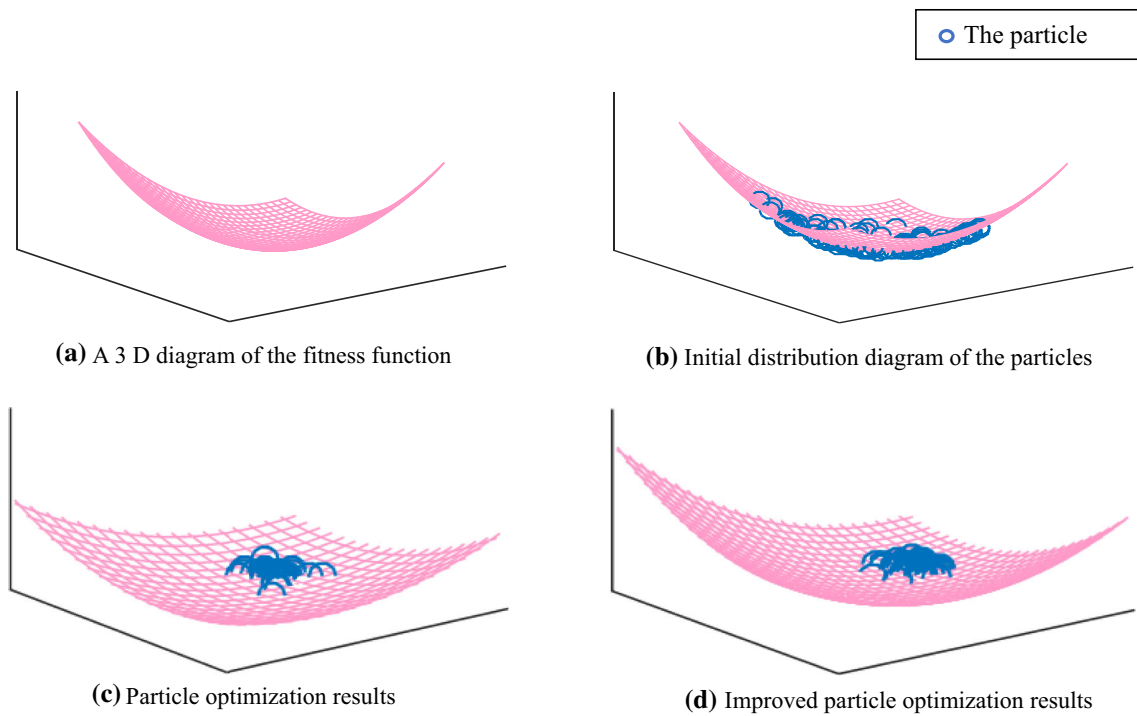 The particle
(a) A 3 D diagram of the fitness function
(b) Initial distribution diagram of the particles
(c) Particle optimization results
(d) Improved particle optimization results